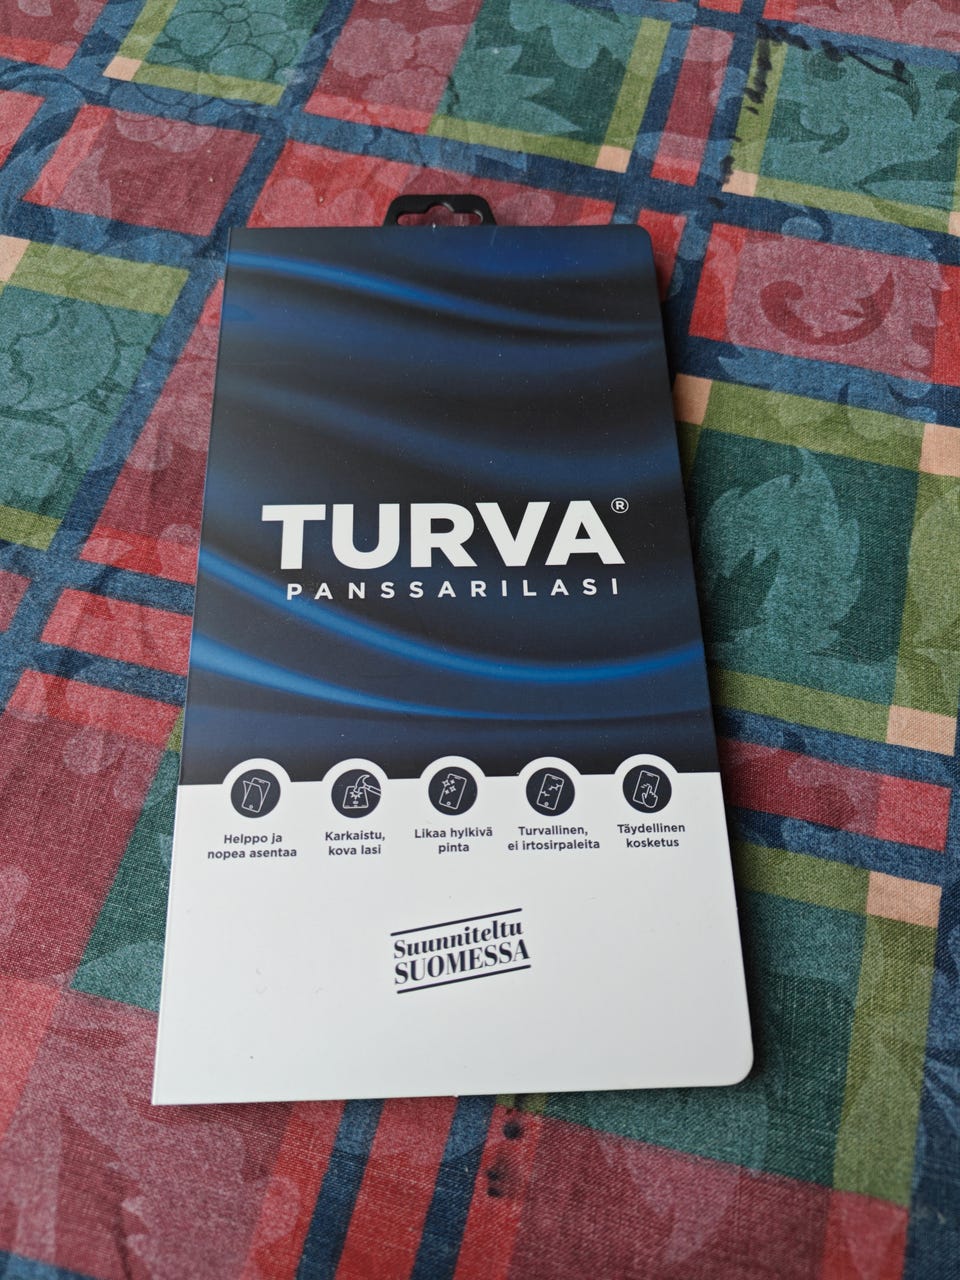 TURVA®
PANSSARILASI
Helppo ja
nopea asentaa
Karkaistu,
kova lasi
Likaa hylkivä
pinta
Turvallinen,
ei irtosirpaleita
Täydellinen
kosketus
Suunniteltu
SUOMESSA